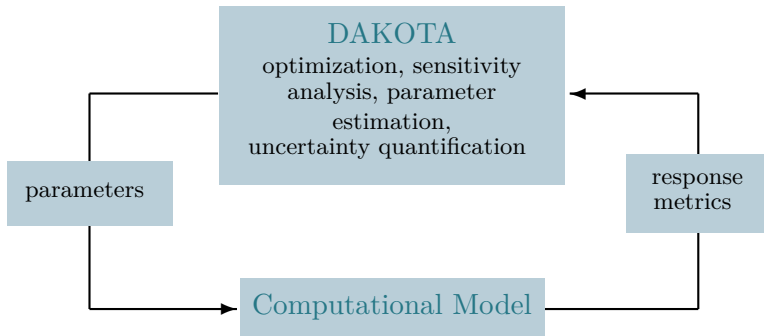 DAKOTA
optimization, sensitivity
analysis, parameter
estimation,
uncertainty quantification
parameters
response
metrics
Computational Model